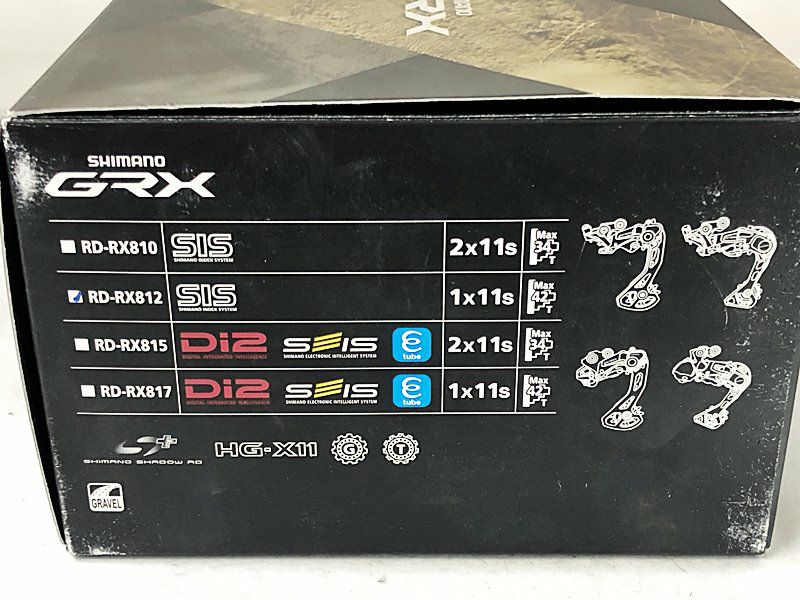 RX
SHIMANO
GRX
RD-RX810 SIS SHIMANO INDEX SYSTEM 2x11s Max 34 T
RD-RX812 SIS SHIMANO INDEX SYSTEM 1x11s Max 42 T
RD-RX815 Di2 DIGITAL INTEGRATED INTELLIGENCE SEIS SHIMANO ELECTRONIC INTELLIGENT SYSTEM E tube 2x11s Max 34 T
RD-RX817 Di2 DIGITAL INTEGRATED INTELLIGENCE SEIS SHIMANO ELECTRONIC INTELLIGENT SYSTEM E tube 1x11s Max 42 T
S+ HG-X11 G T
SHIMANO SHADOW RD
GRAVEL